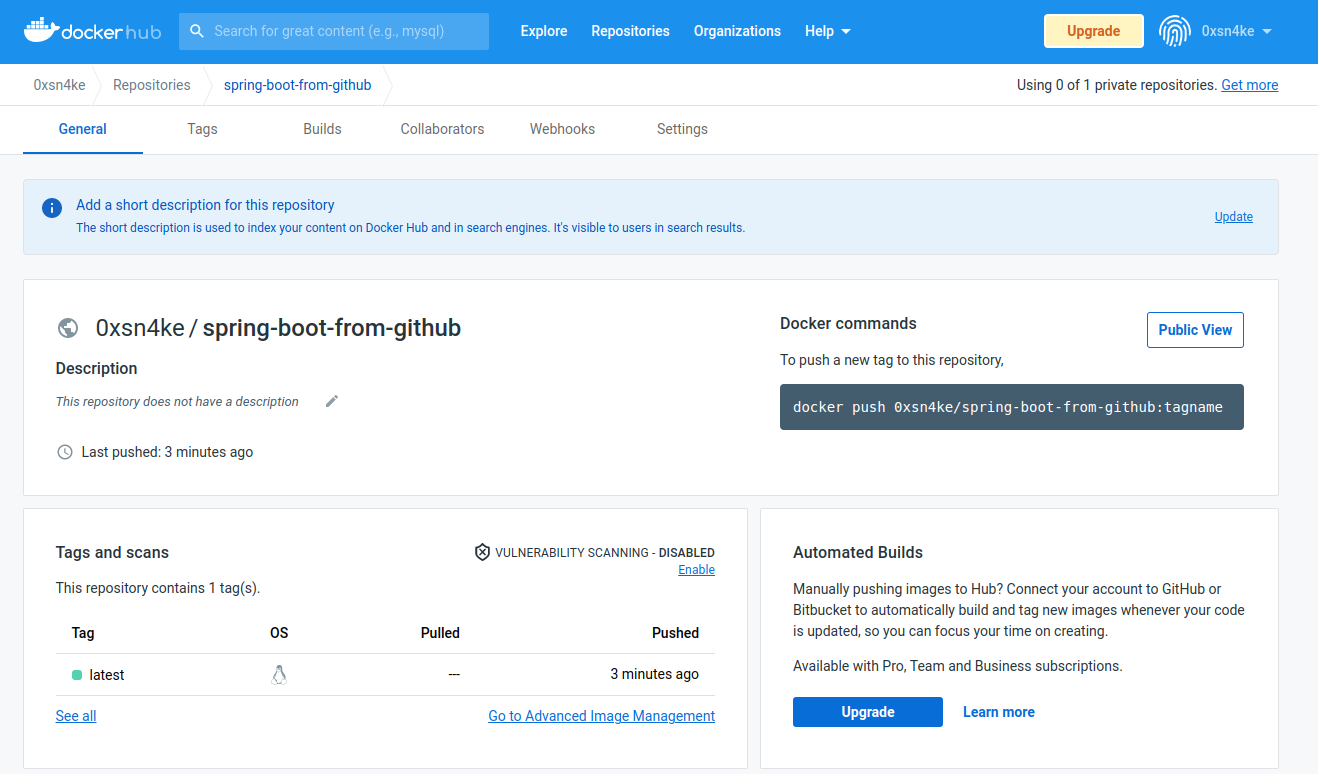 docker hub
Search for great content (e.g., mysql)
Explore
Repositories
Organizations
Help
Upgrade
0xsn4ke
0xsn4ke
Repositories
spring-boot-from-github
Using 0 of 1 private repositories. Get more
General
Tags
Builds
Collaborators
Webhooks
Settings
Add a short description for this repository
The short description is used to index your content on Docker Hub and in search engines. It's visible to users in search results.
Update
0xsn4ke / spring-boot-from-github
Description
This repository does not have a description
Last pushed: 3 minutes ago
Docker commands
Public View
To push a new tag to this repository,
docker push 0xsn4ke/spring-boot-from-github:tagname
Tags and scans
VULNERABILITY SCANNING - DISABLED
Enable
This repository contains 1 tag(s).
Tag OS Pulled Pushed
latest --- 3 minutes ago
See all
Go to Advanced Image Management
Automated Builds
Manually pushing images to Hub? Connect your account to GitHub or
Bitbucket to automatically build and tag new images whenever your code
is updated, so you can focus your time on creating.
Available with Pro, Team and Business subscriptions.
Upgrade
Learn more